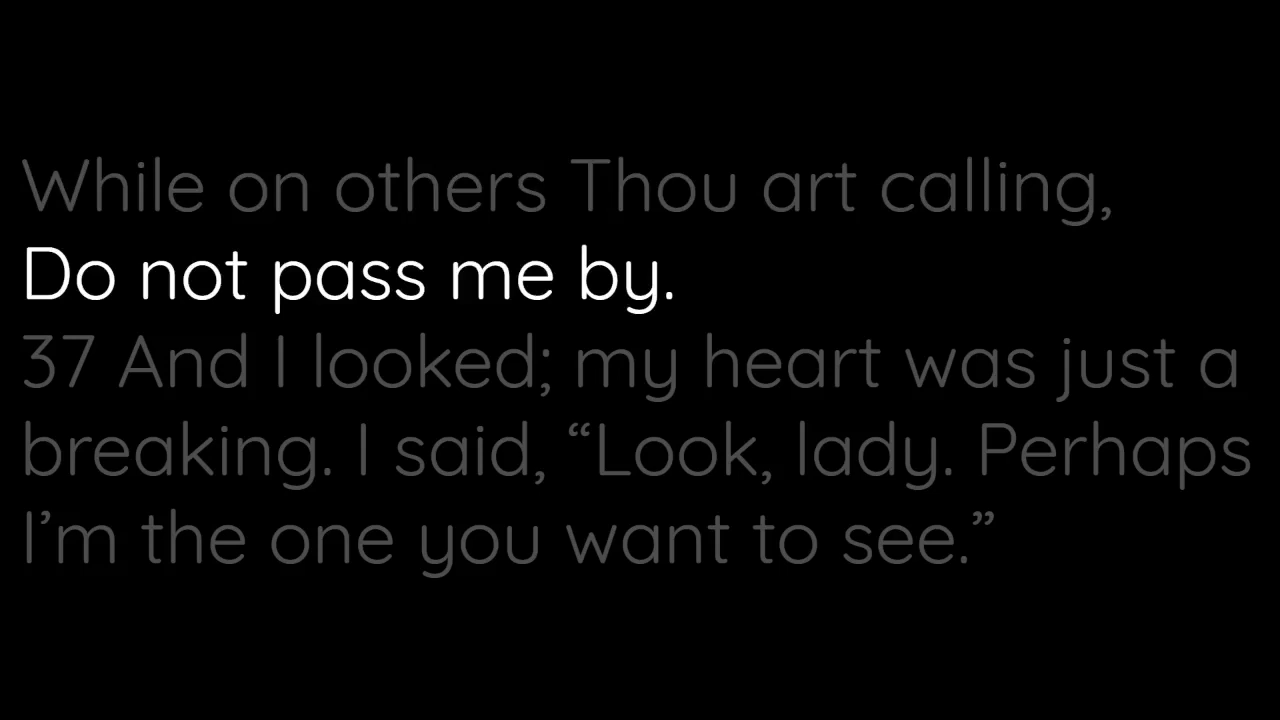 While on others Thou art calling,
Do not pass me by.
37 And I looked; my heart was just a
breaking. I said, “Look, lady. Perhaps
I’m the one you want to see.”